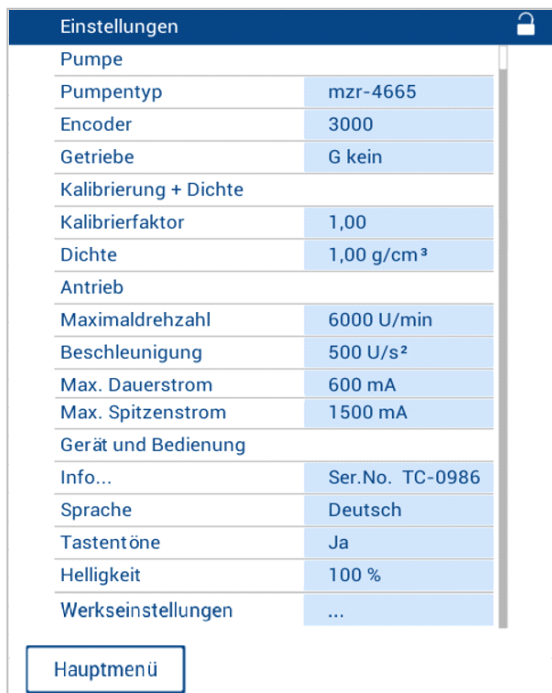 Einstellungen
Pumpe
Pumpentyp mzr-4665
Encoder 3000
Getriebe G kein
Kalibrierung + Dichte
Kalibrierfaktor 1,00
Dichte 1,00 g/cm³
Antrieb
Maximaldrehzahl 6000 U/min
Beschleunigung 500 U/s²
Max. Dauerstrom 600 mA
Max. Spitzenstrom 1500 mA
Gerät und Bedienung
Info... Ser.No. TC-0986
Sprache Deutsch
Tastentöne Ja
Helligkeit 100 %
Werkseinstellungen ...
Hauptmenü